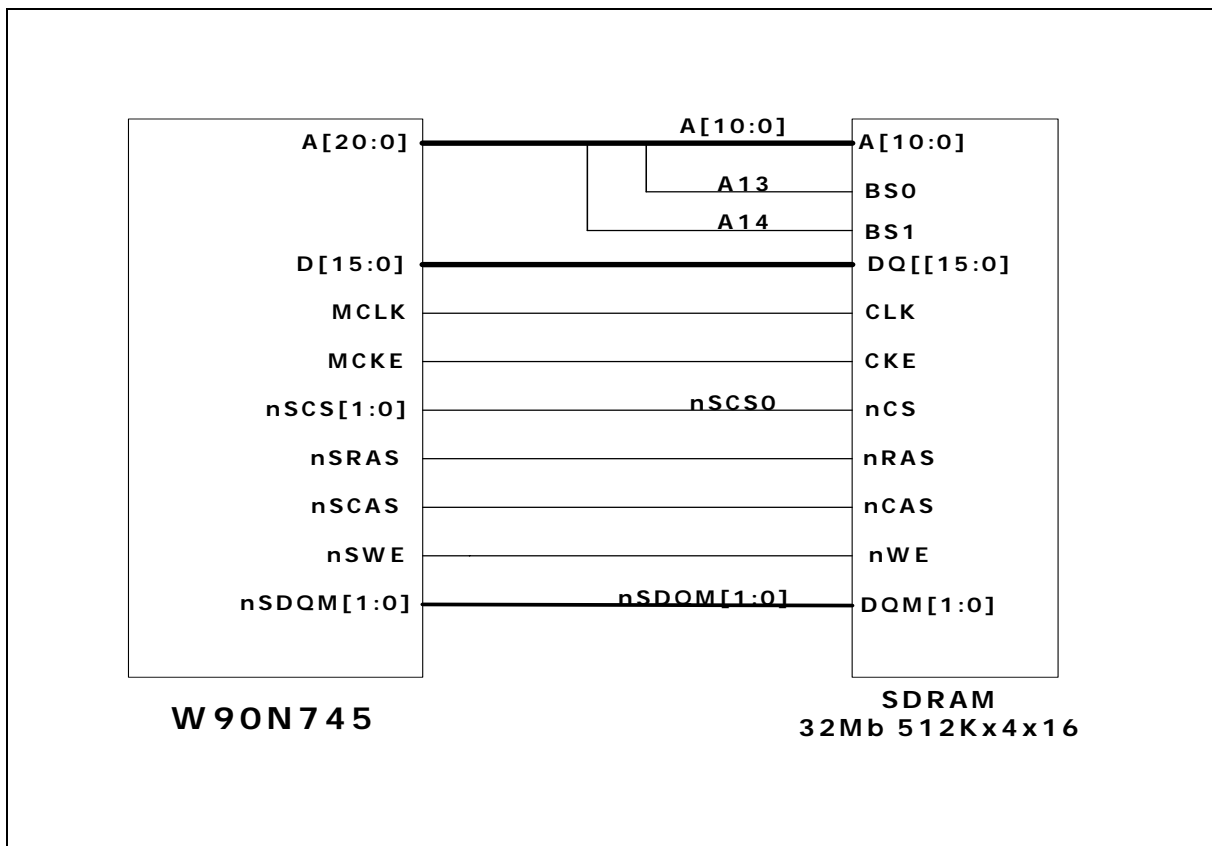 A[20:0] A[10:0] A[10:0]
A13 BS0
A14 BS1
D[15:0] DQ[[15:0]
MCLK CLK
MCKE CKE
nSCS[1:0] nSCS0 nCS
nSRAS nRAS
nSCAS nCAS
nSWE nWE
nSDQM[1:0] nSDQM[1:0] DQM[1:0]
W90N745
SDRAM
32Mb 512Kx4x16